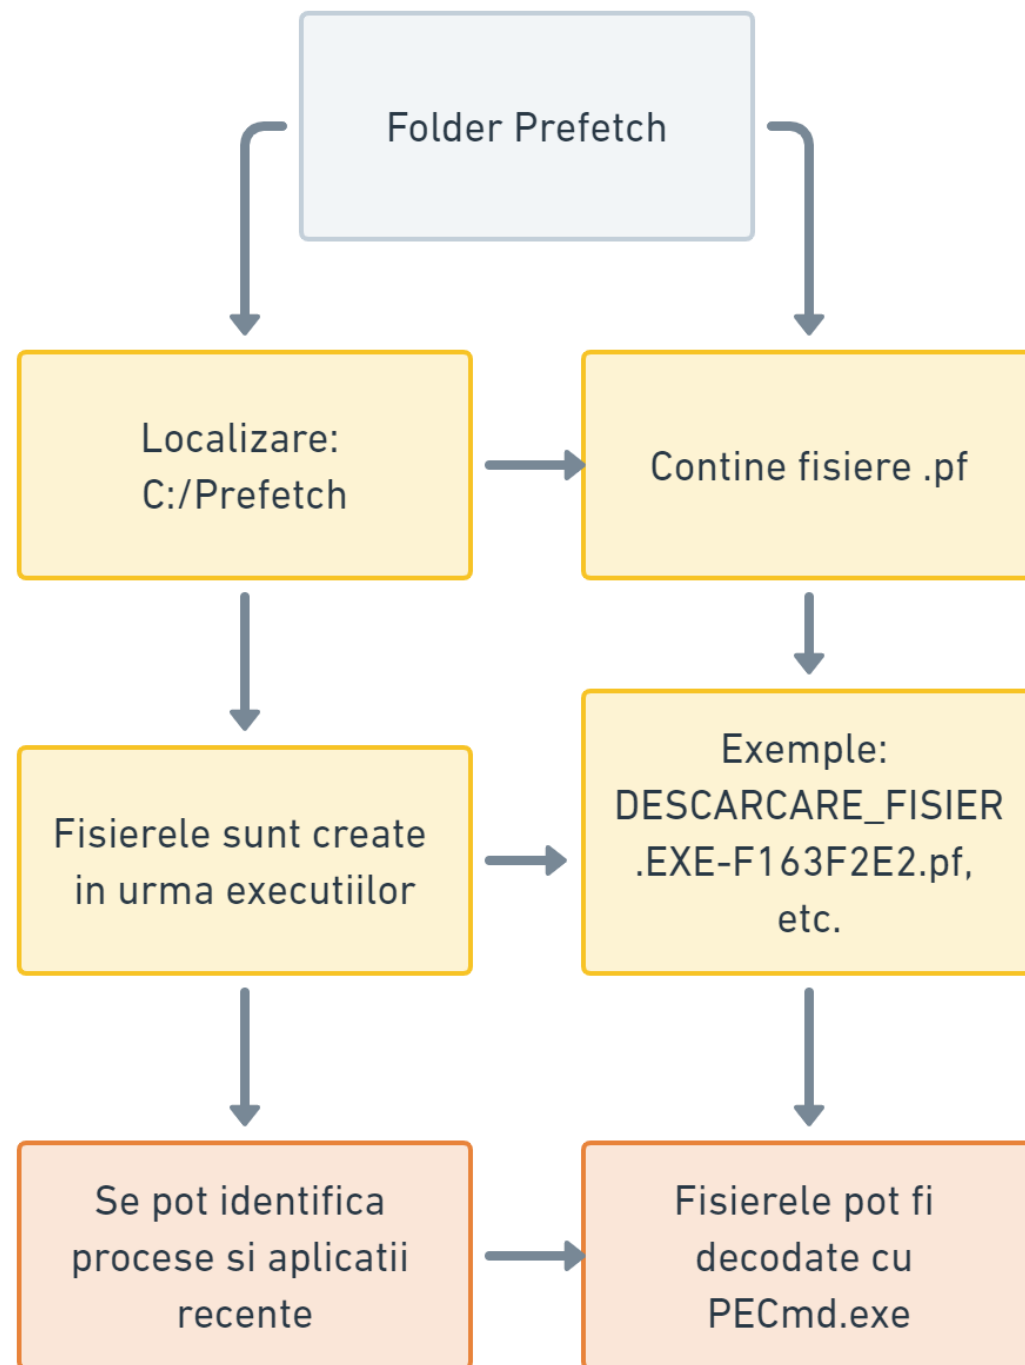 Folder Prefetch
Localizare:
C:/Prefetch
Contine fisiere .pf
Fisierele sunt create
in urma executiilor
Exemple:
DESCARCARE_FISIER
.EXE-F163F2E2.pf,
etc.
Se pot identifica
procese si aplicatii
recente
Fisierele pot fi
decodate cu
PECmd.exe